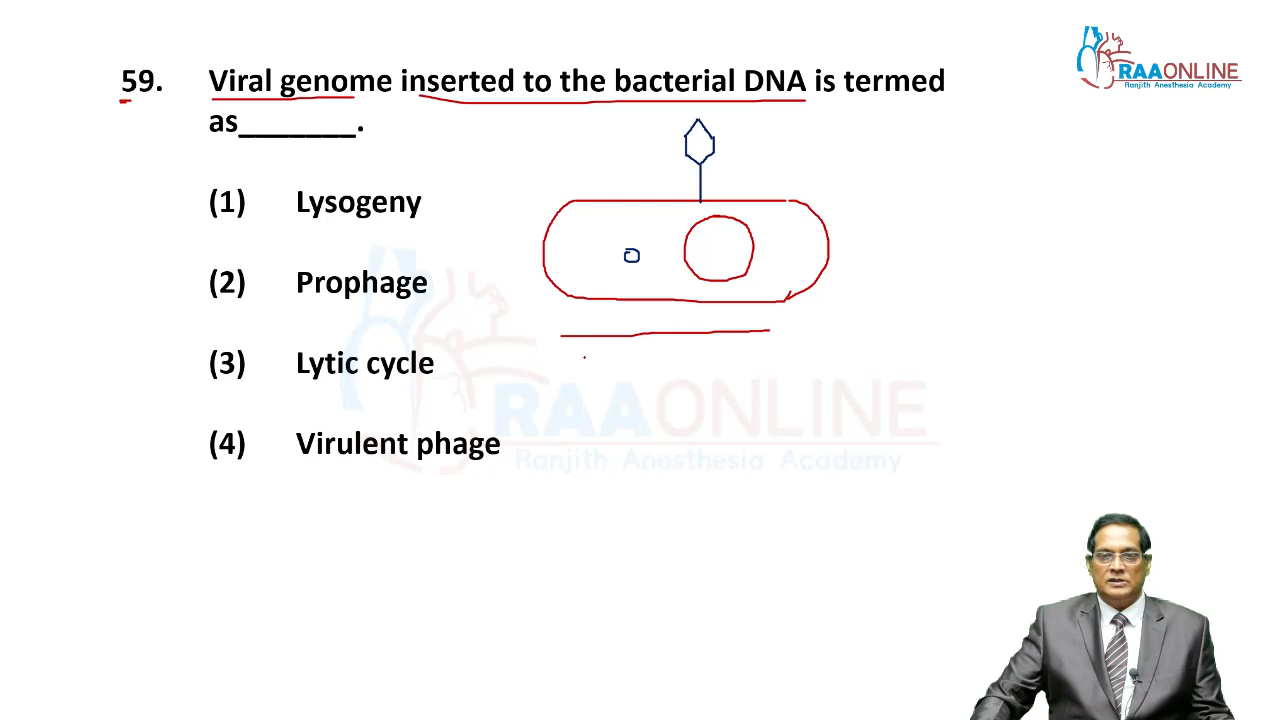 RAAONLINE
Ranjith Anesthesia Academy
59. Viral genome inserted to the bacterial DNA is termed
as_______.
(1) Lysogeny
(2) Prophage
(3) Lytic cycle
(4) Virulent phage
RAAONLINE
Ranjith Anesthesia Academy